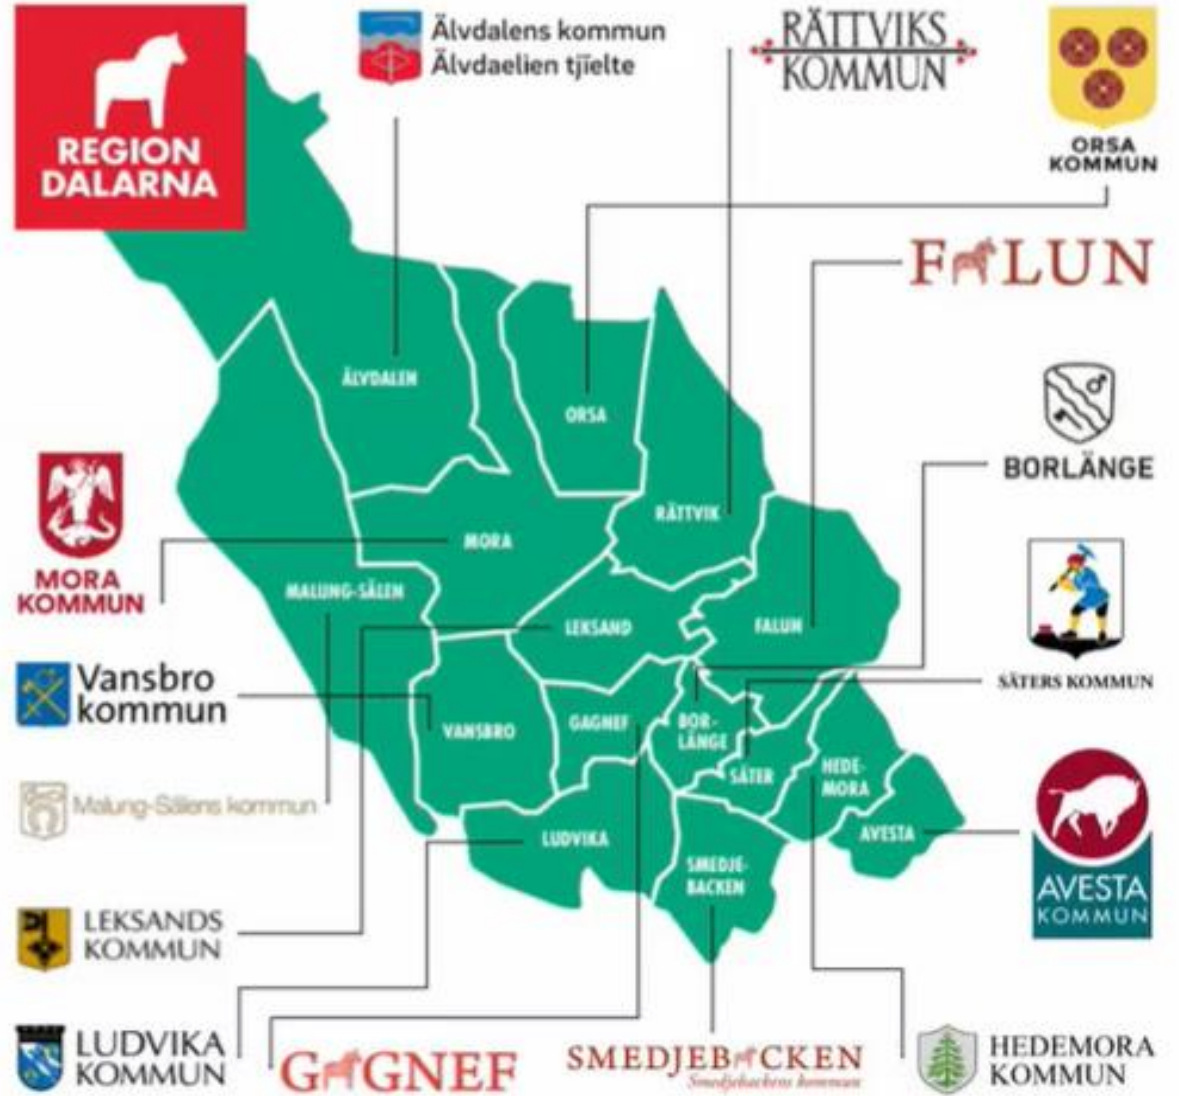 REGION
DALARNA
Älvdalens kommun
Älvdaelien tjïelte
RÄTTVIKS
KOMMUN
ORSA
KOMMUN
FALUN
BORLÄNGE
SÄTERS KOMMUN
AVESTA
KOMMUN
MORA
KOMMUN
Vansbro
kommun
Malung-Sälens kommun
LEKSANDS
KOMMUN
LUDVIKA
KOMMUN
GAGNEF
SMEDJEBACKEN
Smedjebackens kommun
HEDEMORA
KOMMUN
ÄLVDALEN
ORSA
RÄTTVIK
MORA
MALUNG-SÄLEN
LEKSAND
FALUN
VANSBRO
GAGNEF
BOR-
LÄNGE
SÄTER
HEDE-
MORA
AVESTA
LUDVIKA
SMEDJE-
BACKEN